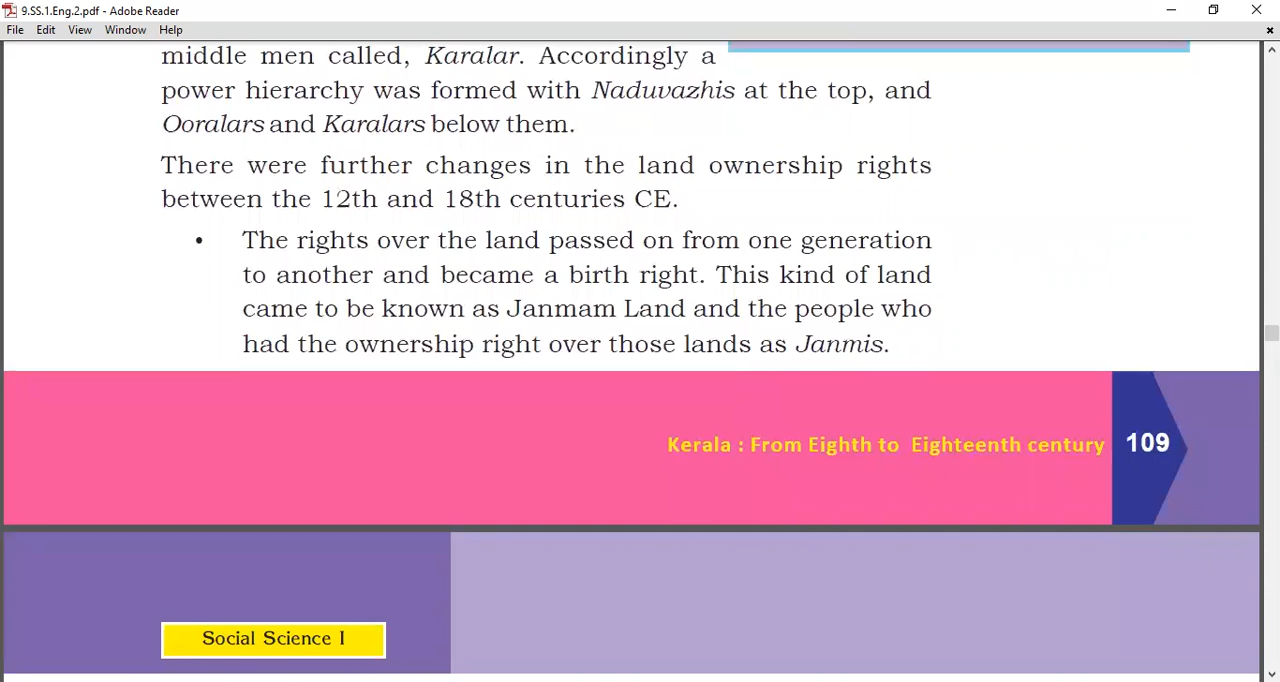 9.SS.1.Eng.2.pdf - Adobe Reader
File Edit View Window Help
middle men called, Karalar. Accordingly a
power hierarchy was formed with Naduvazhis at the top, and
Ooralars and Karalars below them.
There were further changes in the land ownership rights
between the 12th and 18th centuries CE.
• The rights over the land passed on from one generation
to another and became a birth right. This kind of land
came to be known as Janmam Land and the people who
had the ownership right over those lands as Janmis.
Kerala : From Eighth to Eighteenth century 109
Social Science I